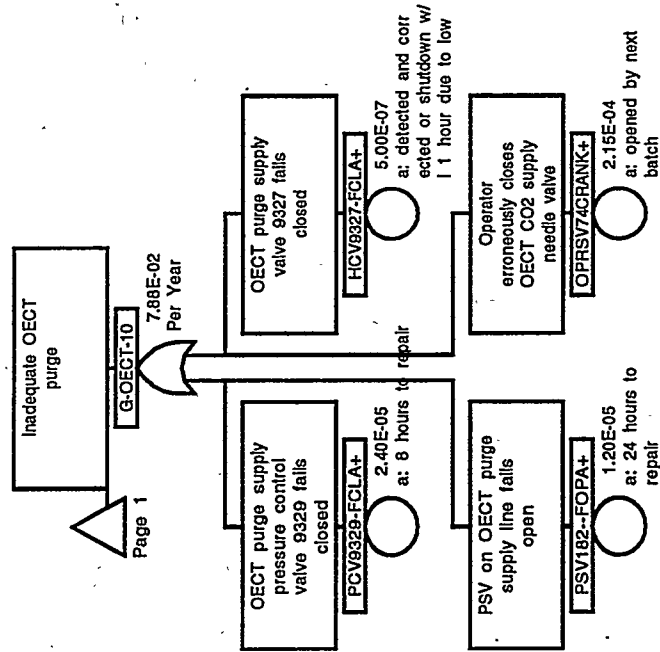 Inadequate OECT
purge
G-OECT-10
7.88E-02
Per Year
Page 1
OECT purge supply
pressure control
valve 9329 fails
closed
PCV9329-FCLA+
2.40E-05
a: 8 hours to repair
OECT purge supply
valve 9327 fails
closed
HCV9327-FCLA+
5.00E-07
a: detected and corr
ected or shutdown w/
I 1 hour due to low
PSV on OECT purge
supply line fails
open
PSV182--FOPA+
1.20E-05
a: 24 hours to
repair
Operator
erroneously closes
OECT CO2 supply
needle valve
OPRSV74CRANK+
2.15E-04
a: opened by next
batch